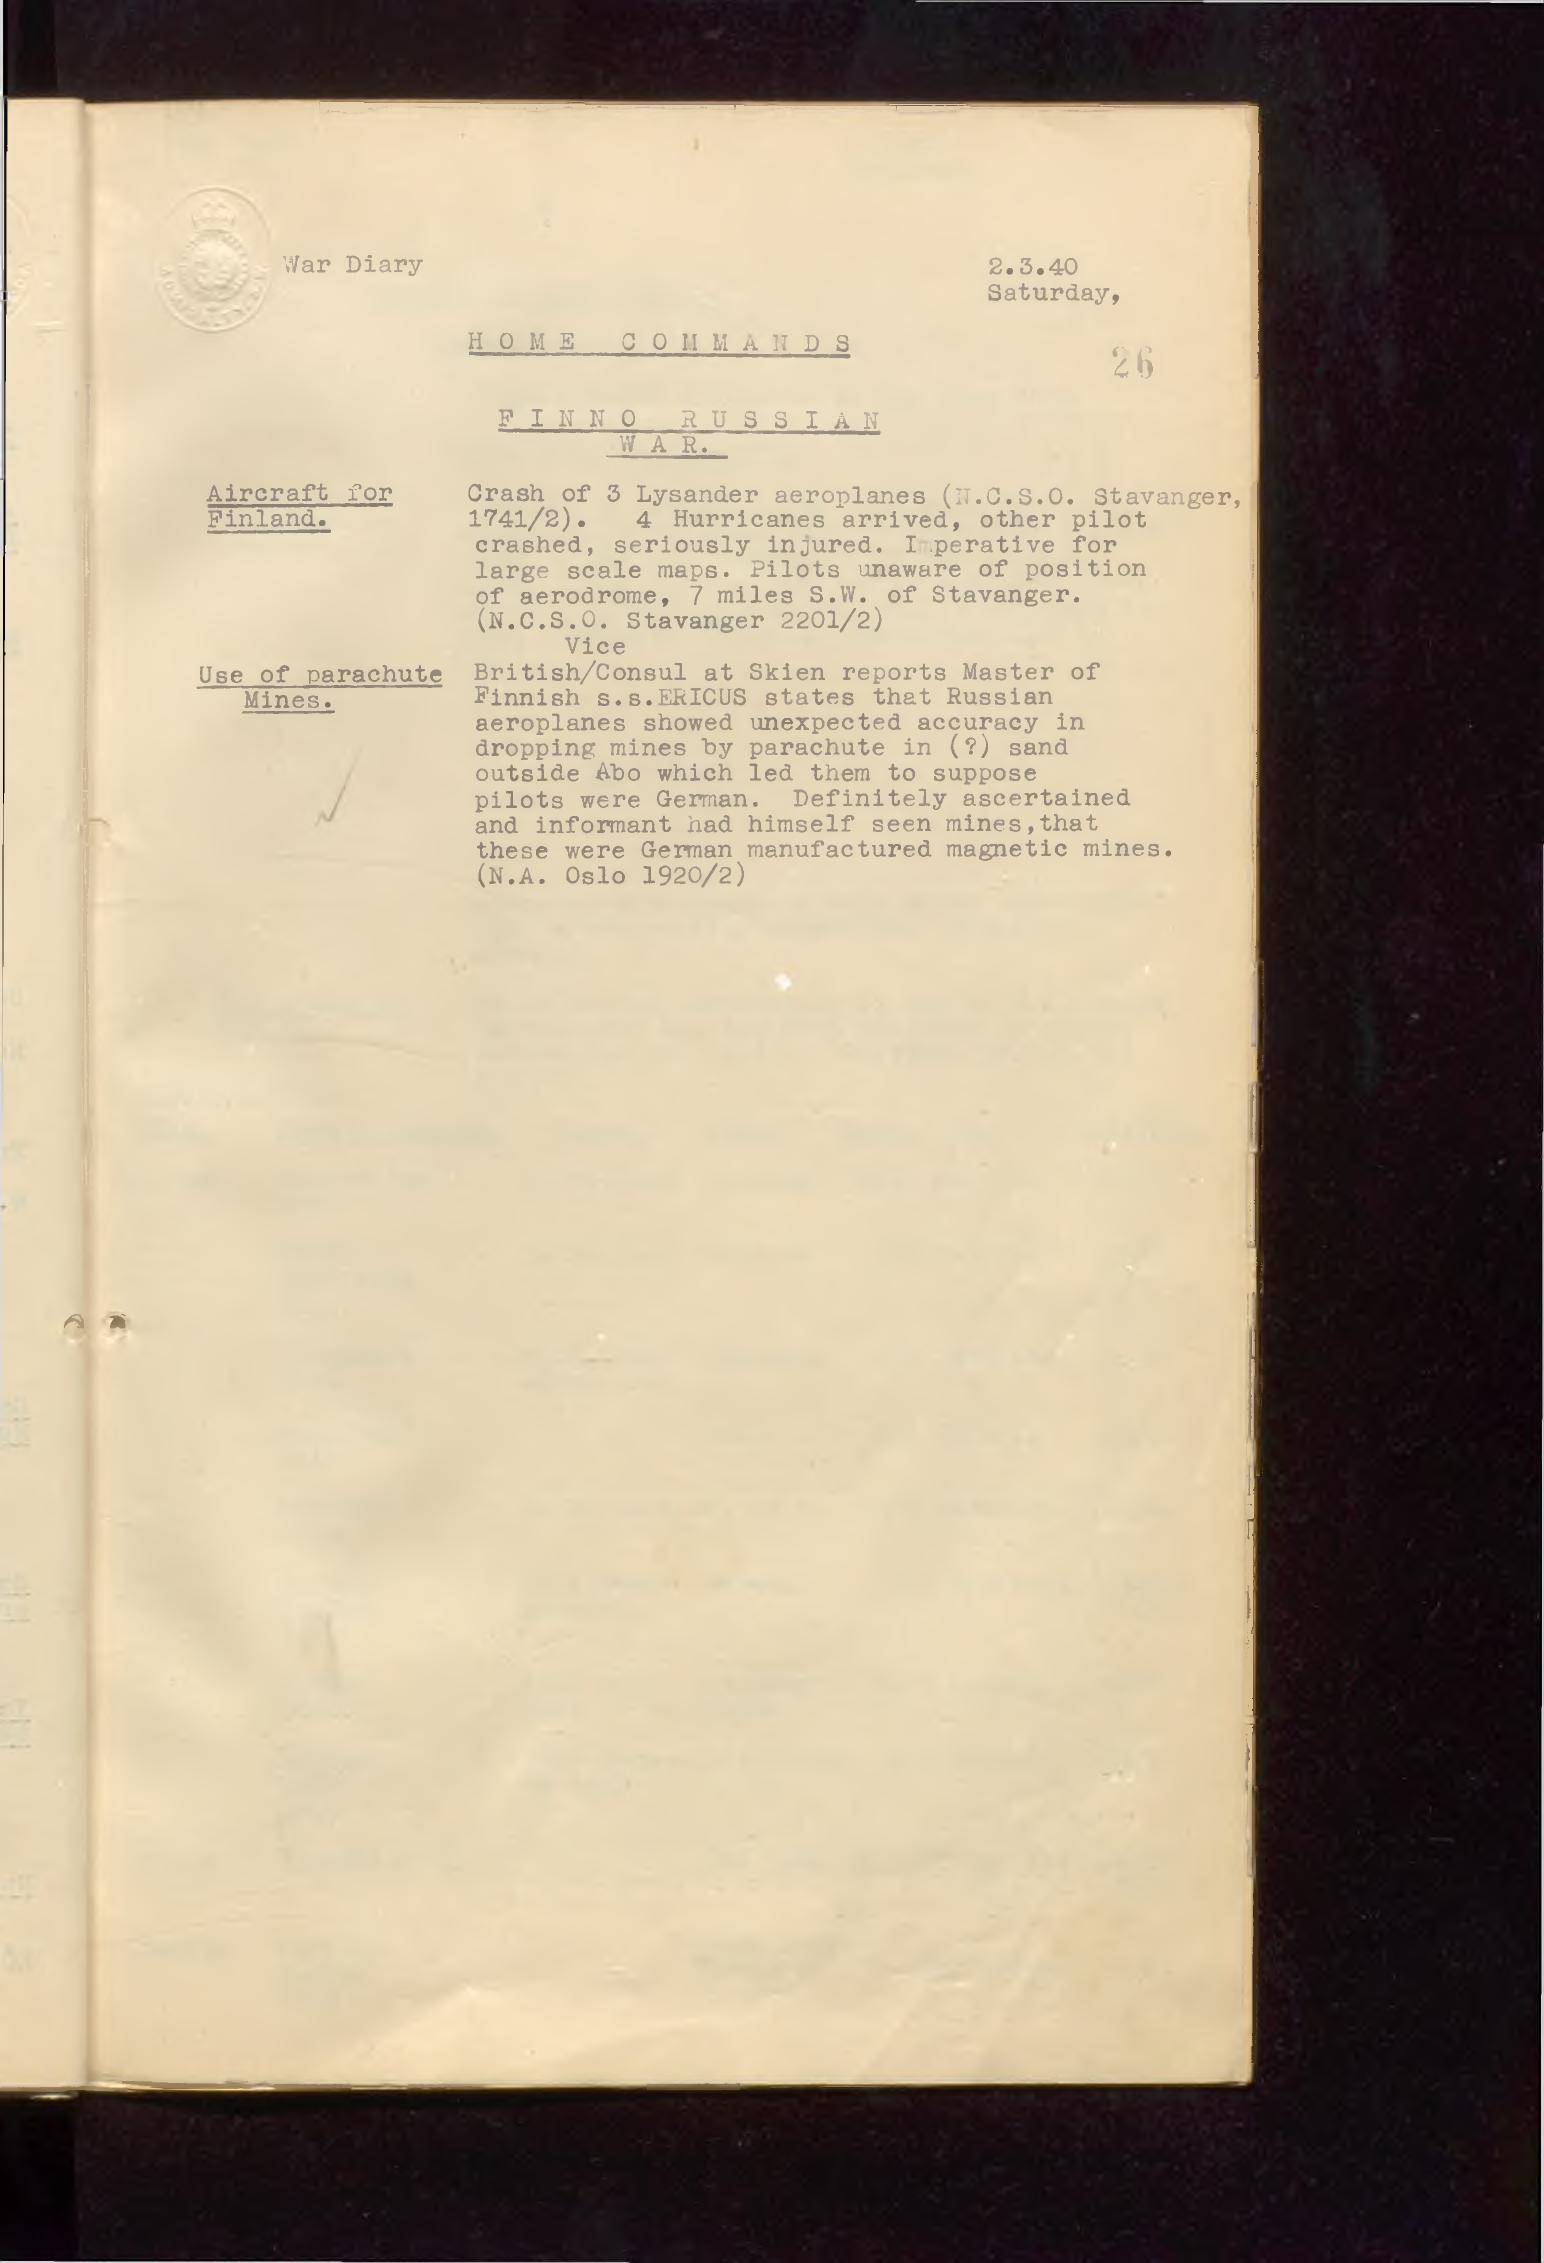 War Diary
2.3.40
Saturday,
HOME COMMANDS
26
FINNO RUSSIAN
WAR.
Aircraft for
Finland.
Crash of 3 Lysander aeroplanes (N.C.S.O. Stavanger,
1741/2). 4 Hurricanes arrived, other pilot
crashed, seriously injured. Imperative for
large scale maps. Pilots unaware of position
of aerodrome, 7 miles S.W. of Stavanger.
(N.C.S.O. Stavanger 2201/2)
Vice
Use of parachute
Mines.
British/Consul at Skien reports Master of
Finnish s.s.ERICUS states that Russian
aeroplanes showed unexpected accuracy in
dropping mines by parachute in (?) sand
outside Abo which led them to suppose
pilots were German. Definitely ascertained
and informant had himself seen mines,that
these were German manufactured magnetic mines.
(N.A. Oslo 1920/2)